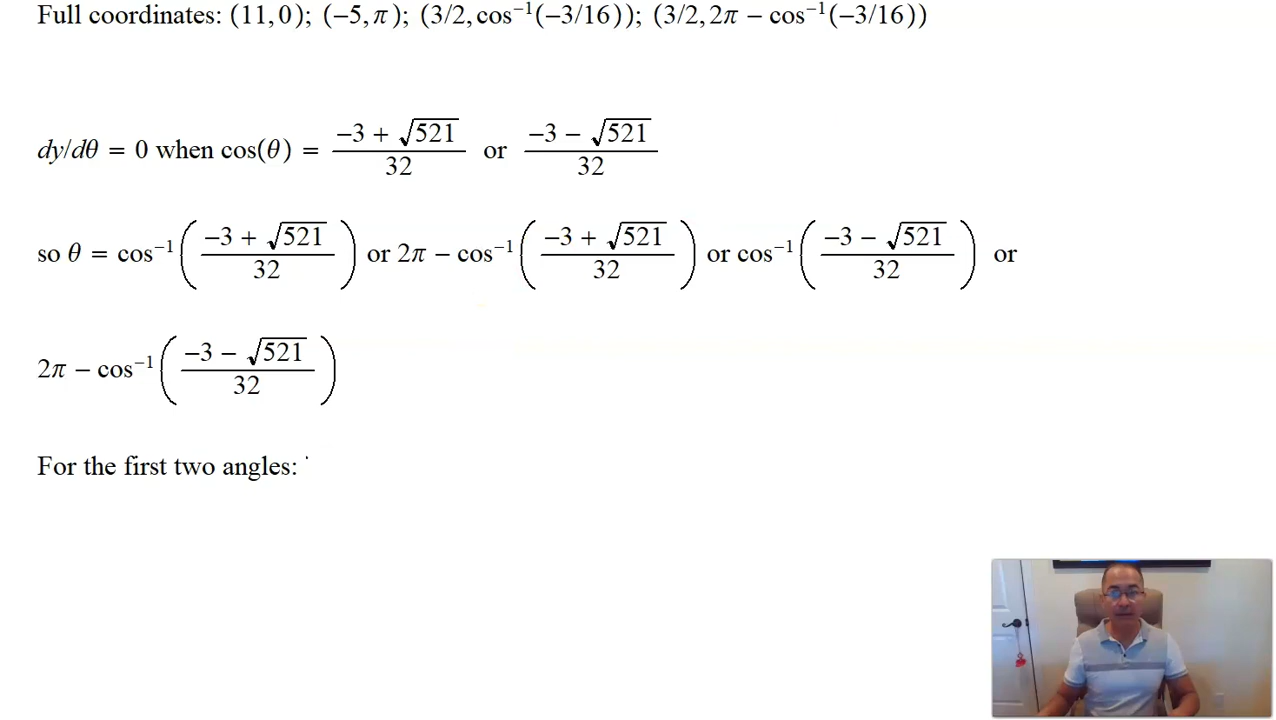 Full coordinates: (11, 0); (−5, π); (3/2, cos⁻¹(−3/16)); (3/2, 2π − cos⁻¹(−3/16))
dy/dθ = 0 when cos(θ) = (−3 + √521)/32 or (−3 − √521)/32
so θ = cos⁻¹((−3 + √521)/32) or 2π − cos⁻¹((−3 + √521)/32) or cos⁻¹((−3 − √521)/32) or
2π − cos⁻¹((−3 − √521)/32)
For the first two angles: